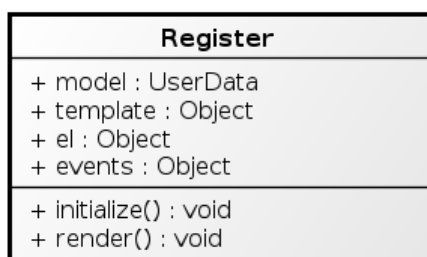 Register
+ model : UserData
+ template : Object
+ el : Object
+ events : Object
+ initialize() : void
+ render() : void